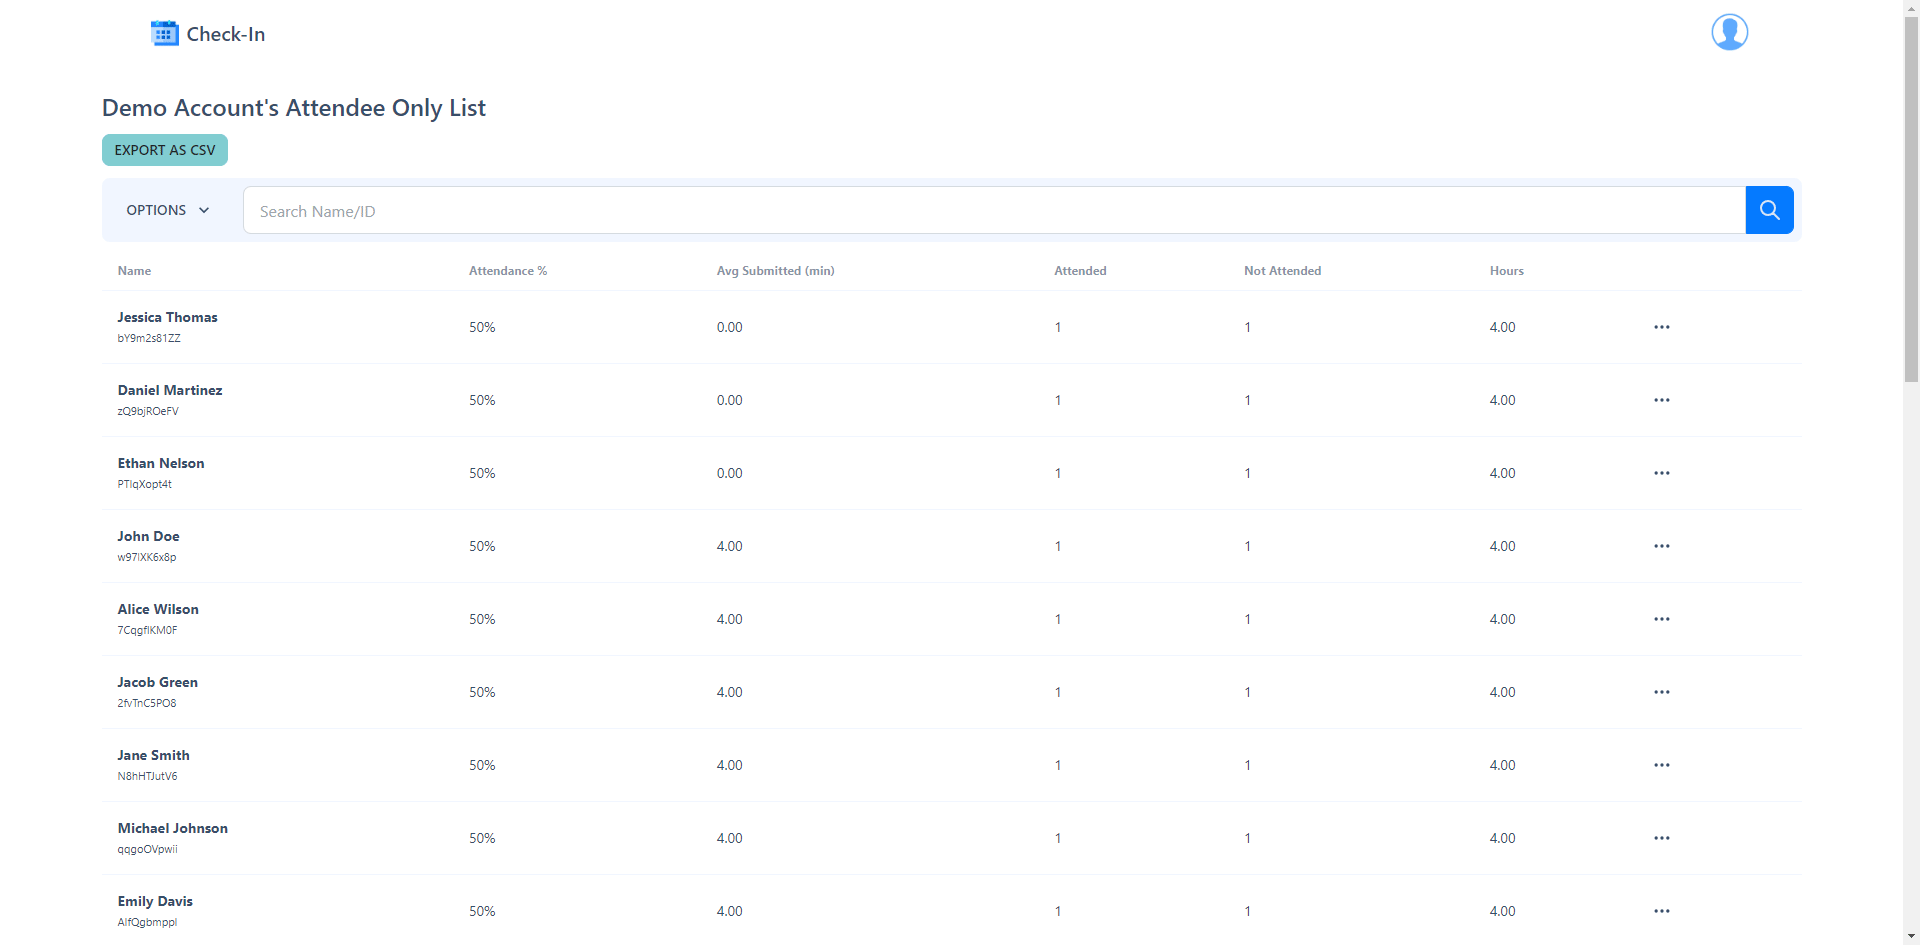 Check-In
Demo Account's Attendee Only List
EXPORT AS CSV
OPTIONS Search Name/ID
Name Attendance % Avg Submitted (min) Attended Not Attended Hours
Jessica Thomas
bY9m2s81ZZ
50% 0.00 1 1 4.00
Daniel Martinez
zQ9bjROeFV
50% 0.00 1 1 4.00
Ethan Nelson
PTlqXopt4t
50% 0.00 1 1 4.00
John Doe
w97lXK6x8p
50% 4.00 1 1 4.00
Alice Wilson
7CqgflKM0F
50% 4.00 1 1 4.00
Jacob Green
2fvTnC5PO8
50% 4.00 1 1 4.00
Jane Smith
N8hHTJutV6
50% 4.00 1 1 4.00
Michael Johnson
qqgoOVpwii
50% 4.00 1 1 4.00
Emily Davis
AlfQgbmppl
50% 4.00 1 1 4.00